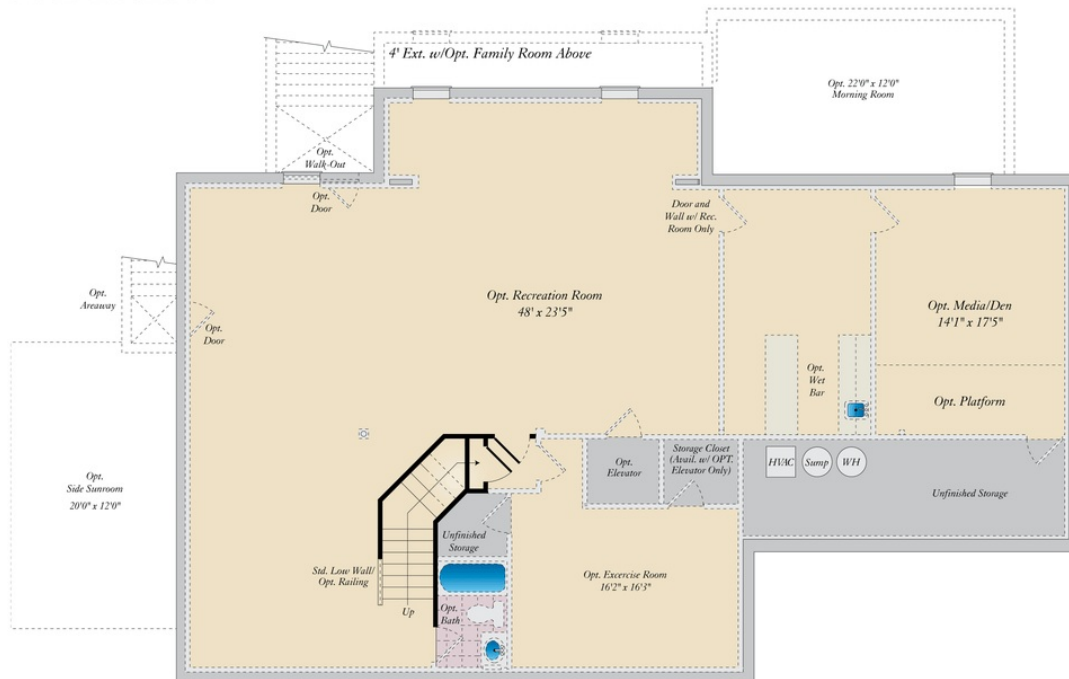 4' Ext. w/Opt. Family Room Above
Opt. 22'0" x 12'0"
Morning Room
Opt.
Walk-Out
Opt.
Door
Door and
Wall w/ Rec.
Room Only
Opt.
Areaway
Opt.
Door
Opt. Recreation Room
48' x 23'5"
Opt. Media/Den
14'1" x 17'5"
Opt.
Wet
Bar
Opt. Platform
Opt.
Side Sunroom
20'0" x 12'0"
Opt.
Elevator
Storage Closet
(Avail. w/ OPT.
Elevator Only)
HVAC
Sump
WH
Unfinished Storage
Unfinished
Storage
Std. Low Wall/
Opt. Railing
Up
Opt.
Bath
Opt. Excercise Room
16'2" x 16'3"